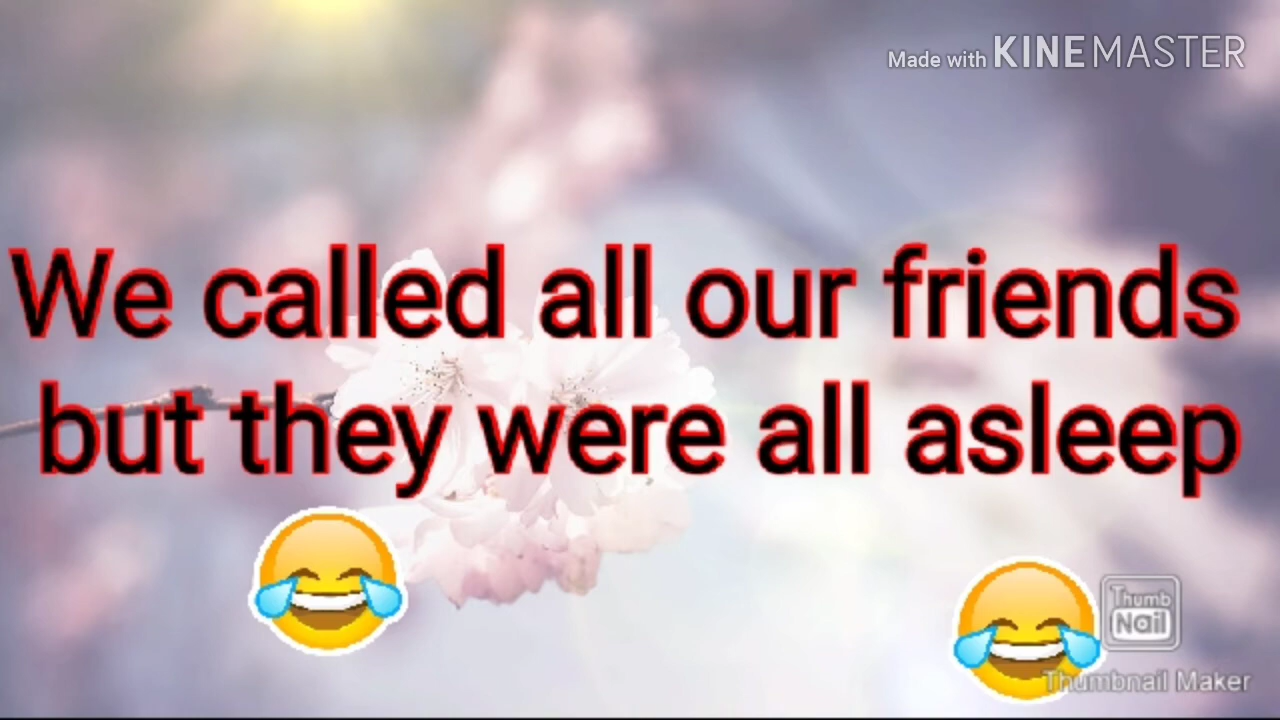 Made with KINEMASTER
We called all our friends
but they were all asleep
Thumb
Nail
Thumbnail Maker